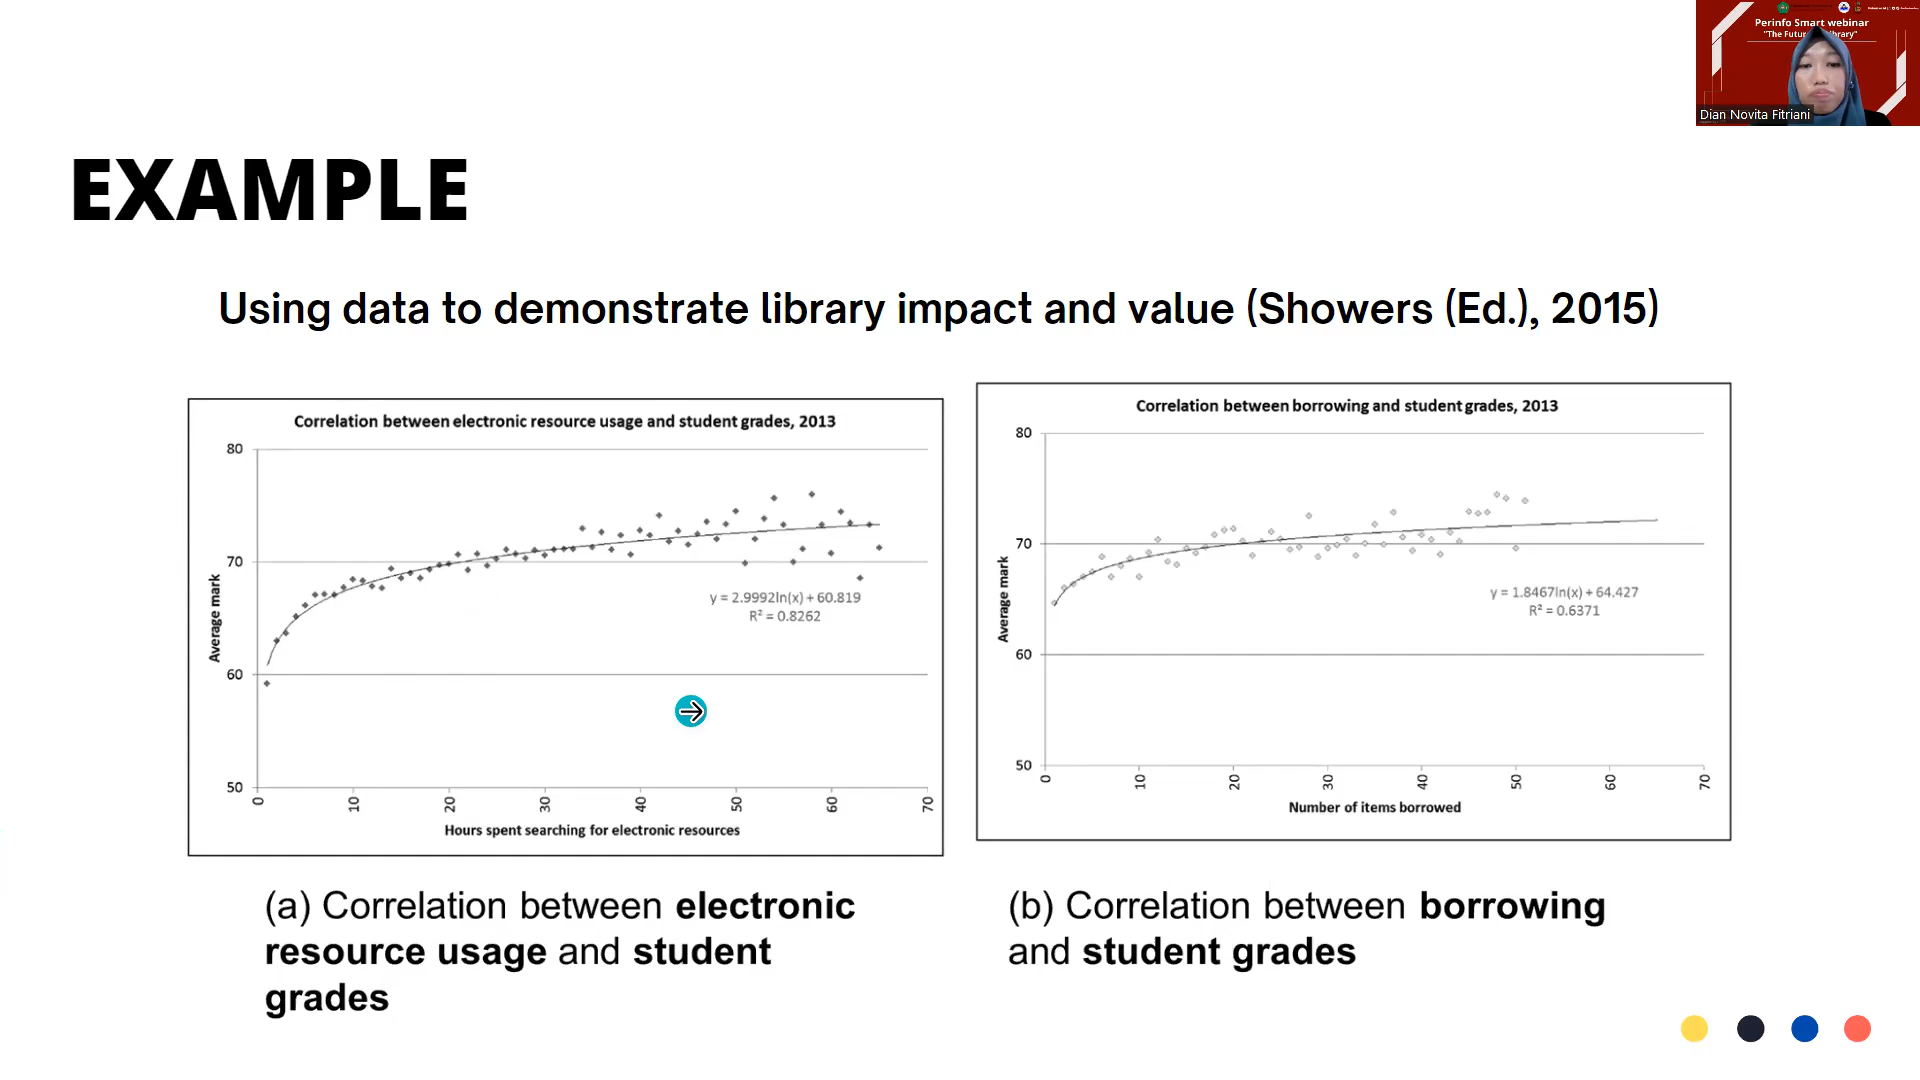 Perinfo Smart webinar
Dian Novita Fitriani
EXAMPLE
Using data to demonstrate library impact and value (Showers (Ed.), 2015)
Correlation between electronic resource usage and student grades, 2013
80
70
60
50
Average mark
y = 2.9992ln(x) + 60.819
R² = 0.8262
0 10 20 30 40 50 60 70
Hours spent searching for electronic resources
Correlation between borrowing and student grades, 2013
80
70
60
50
Average mark
y = 1.8467ln(x) + 64.427
R² = 0.6371
0 10 20 30 40 50 60 70
Number of items borrowed
(a) Correlation between electronic
resource usage and student
grades
(b) Correlation between borrowing
and student grades